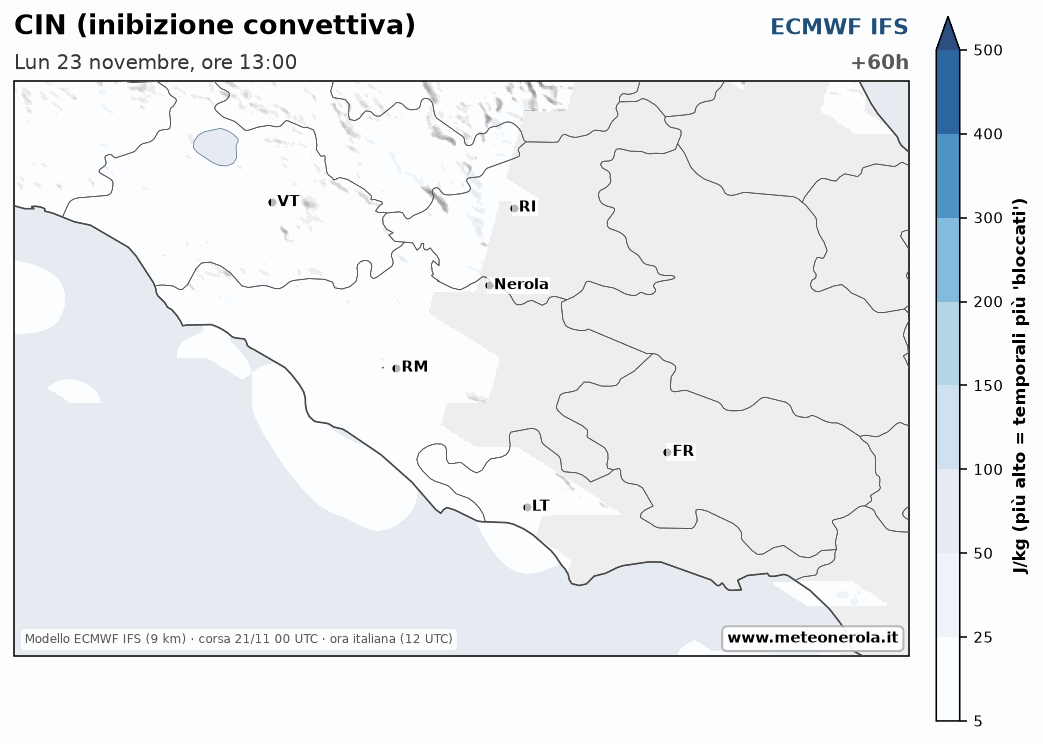 CIN (inibizione convettiva)
ECMWF IFS
Lun 23 novembre, ore 13:00
+60h
VT
RI
Nerola
RM
FR
LT
Modello ECMWF IFS (9 km) · corsa 21/11 00 UTC · ora italiana (12 UTC)
www.meteonerola.it
500
400
300
200
150
100
50
25
5
J/kg (più alto = temporali più 'bloccati')